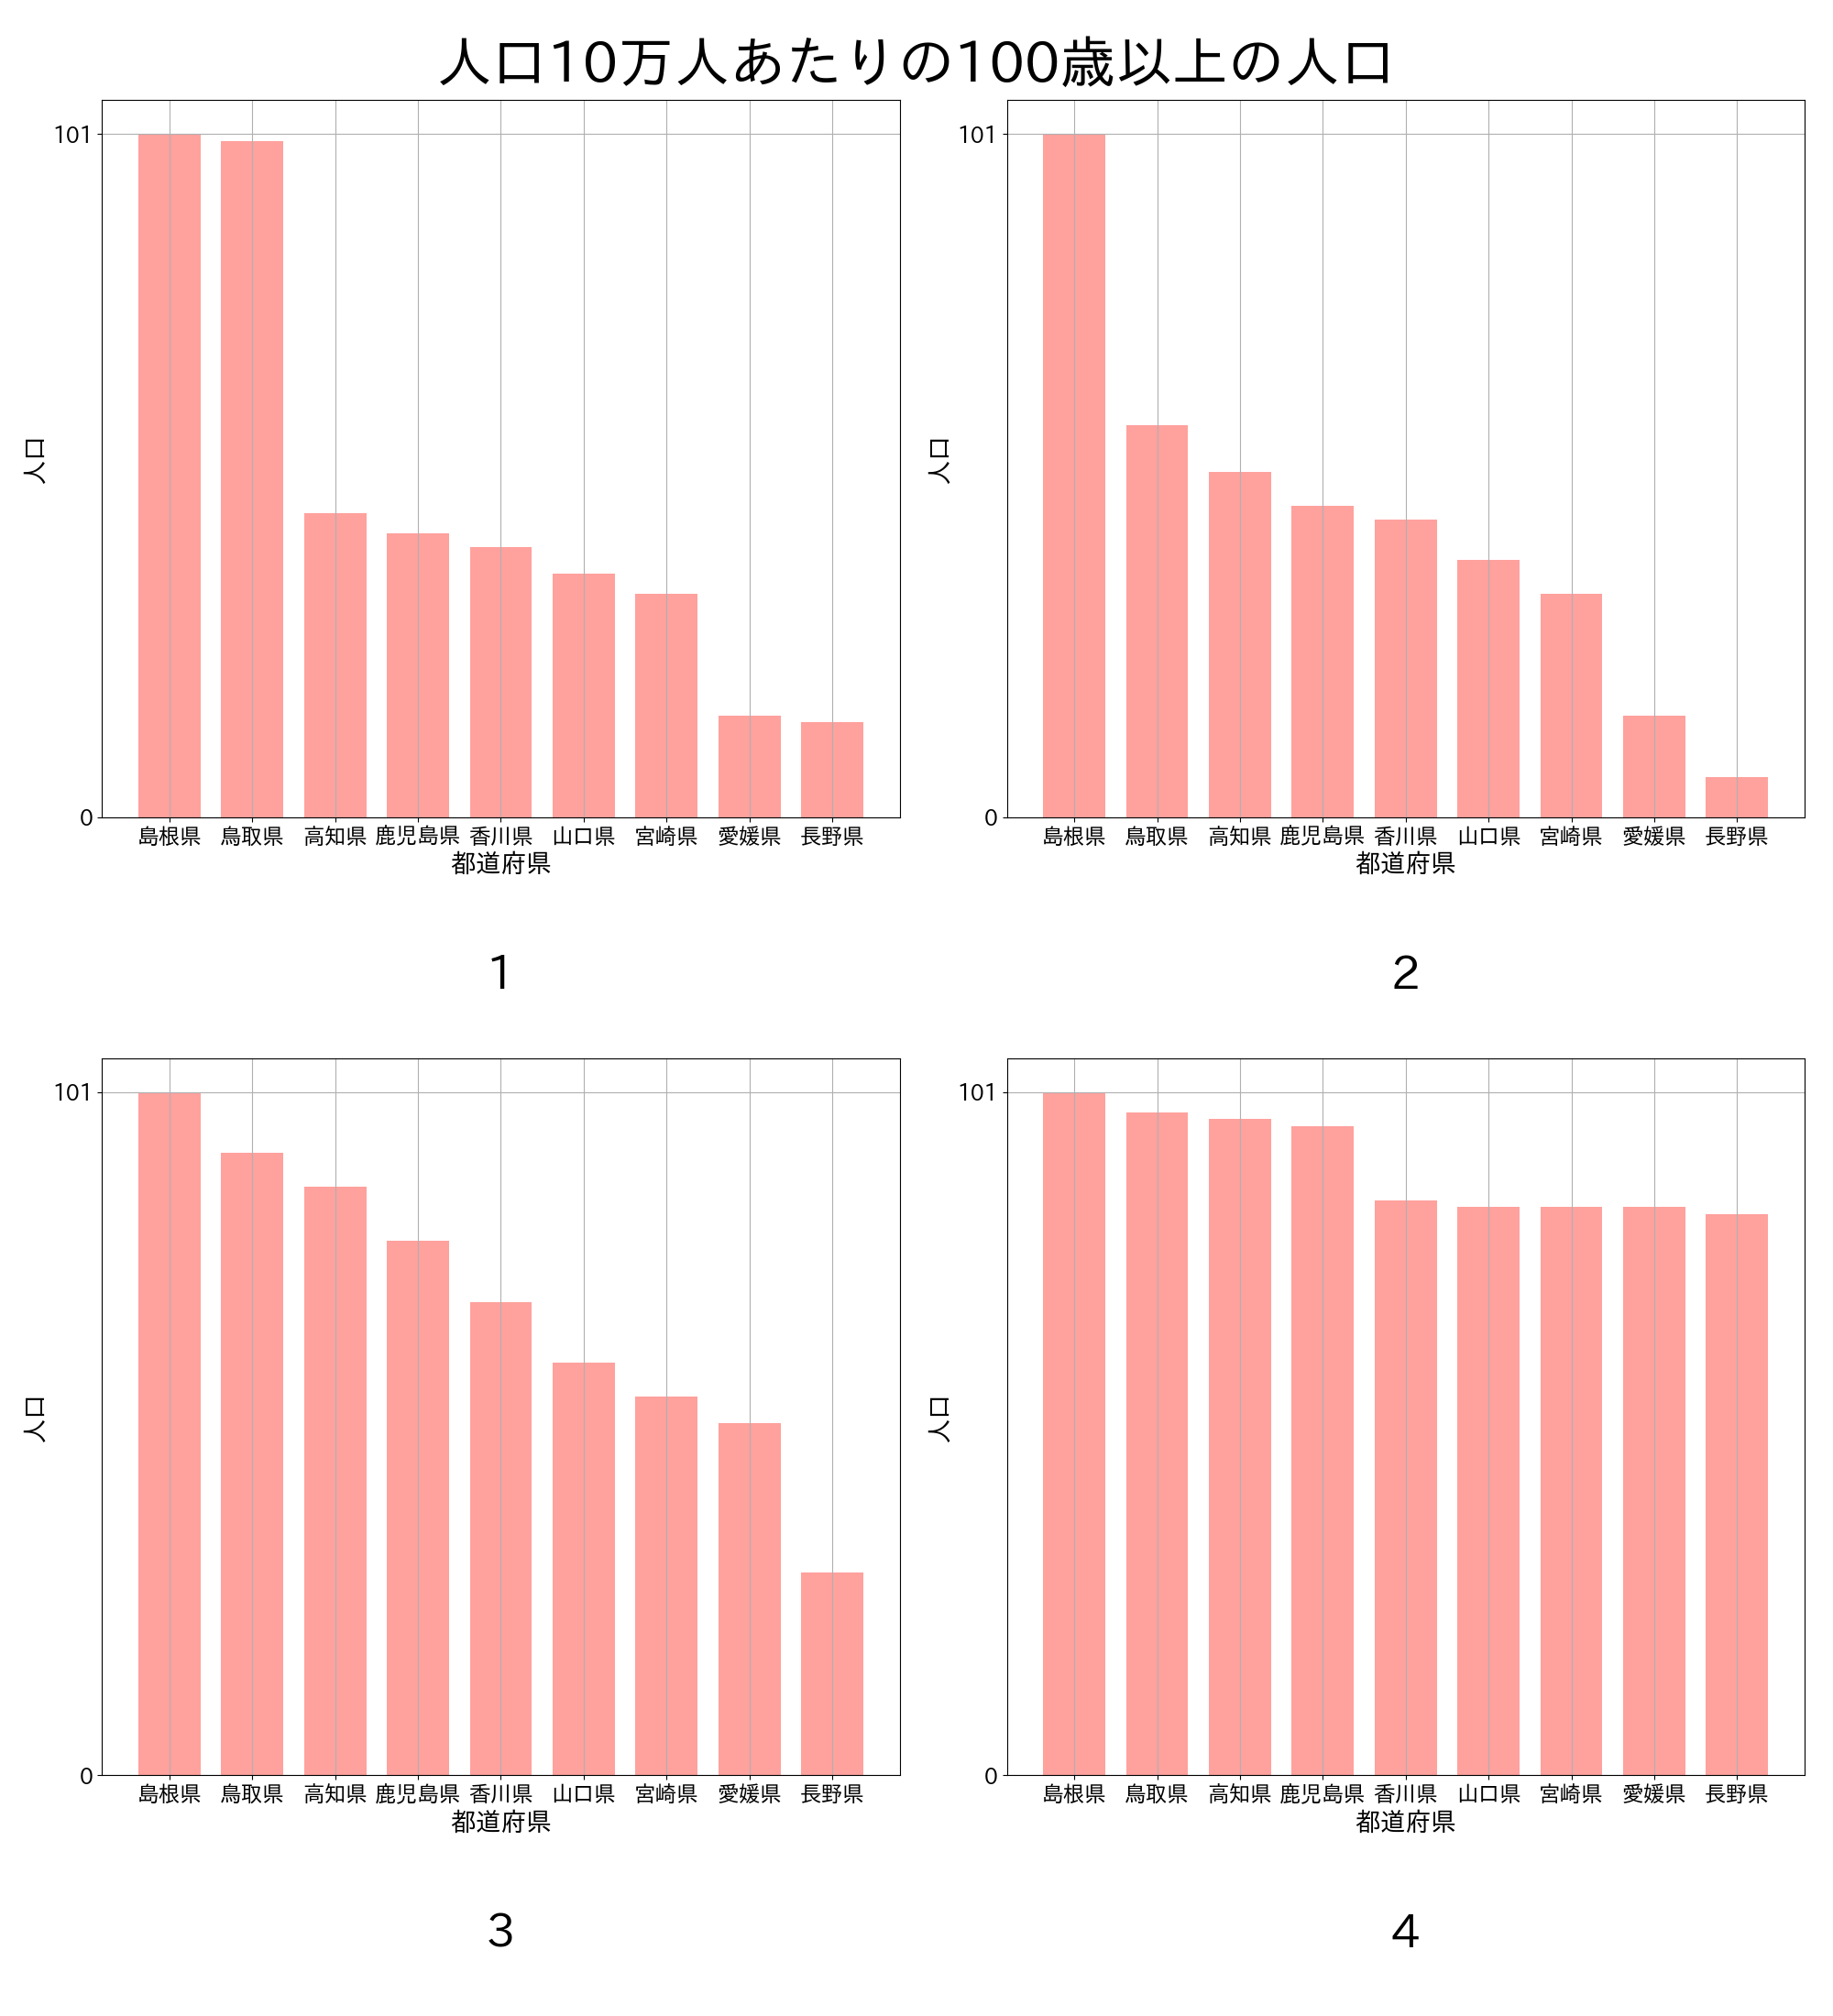 人口10万人あたりの100歳以上の人口
101
人口
0
島根県 鳥取県 高知県 鹿児島県 香川県 山口県 宮崎県 愛媛県 長野県
都道府県
1
101
人口
0
島根県 鳥取県 高知県 鹿児島県 香川県 山口県 宮崎県 愛媛県 長野県
都道府県
2
101
人口
0
島根県 鳥取県 高知県 鹿児島県 香川県 山口県 宮崎県 愛媛県 長野県
都道府県
3
101
人口
0
島根県 鳥取県 高知県 鹿児島県 香川県 山口県 宮崎県 愛媛県 長野県
都道府県
4